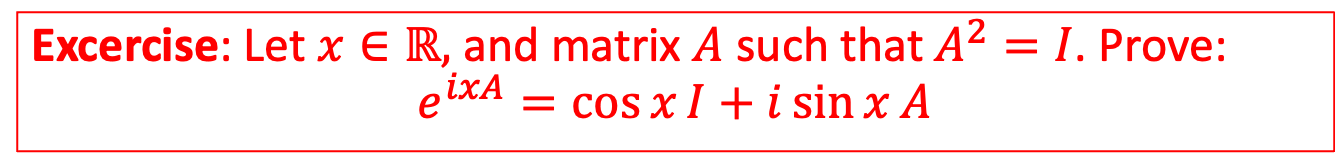 Excercise: Let x ∈ ℝ, and matrix A such that A² = I. Prove:
e^{ixA} = cos x I + i sin x A